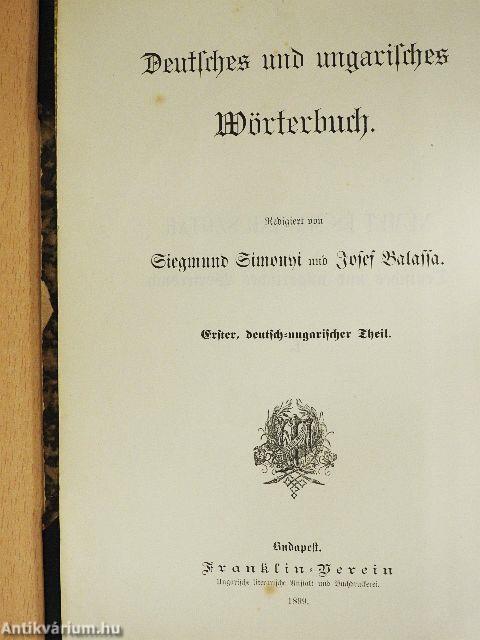 Deutsches und ungarisches
Wörterbuch.
Redigiert von
Siegmund Simonyi und Josef Balassa.
Erster, deutsch-ungarischer Theil.
Budapest.
Franklin-Verein
Ungarische literarische Anstalt und Buchdruckerei.
1899.
Antikvárium.hu